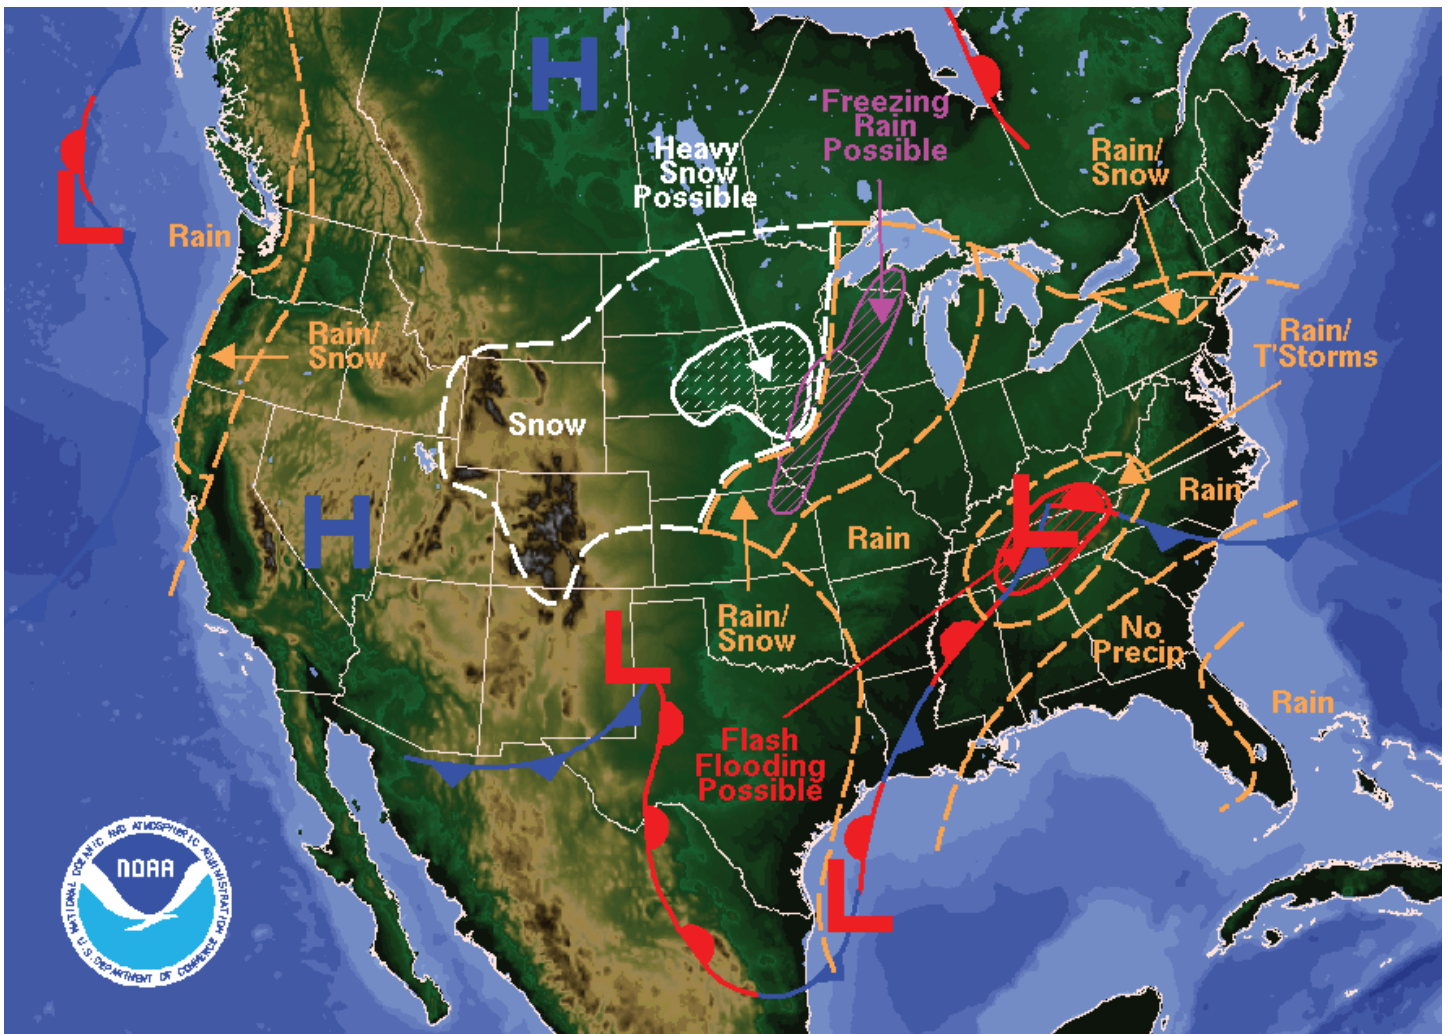 H
Freezing
Rain
Possible
Heavy
Snow
Possible
Rain/
Snow
L
Rain
Rain/
Snow
Rain/
T'Storms
Snow
H
Rain
L
Rain
Rain/
Snow
No
Precip
L
Rain
Flash
Flooding
Possible
L
NATIONAL OCEANIC AND ATMOSPHERIC ADMINISTRATION
NOAA
U.S. DEPARTMENT OF COMMERCE